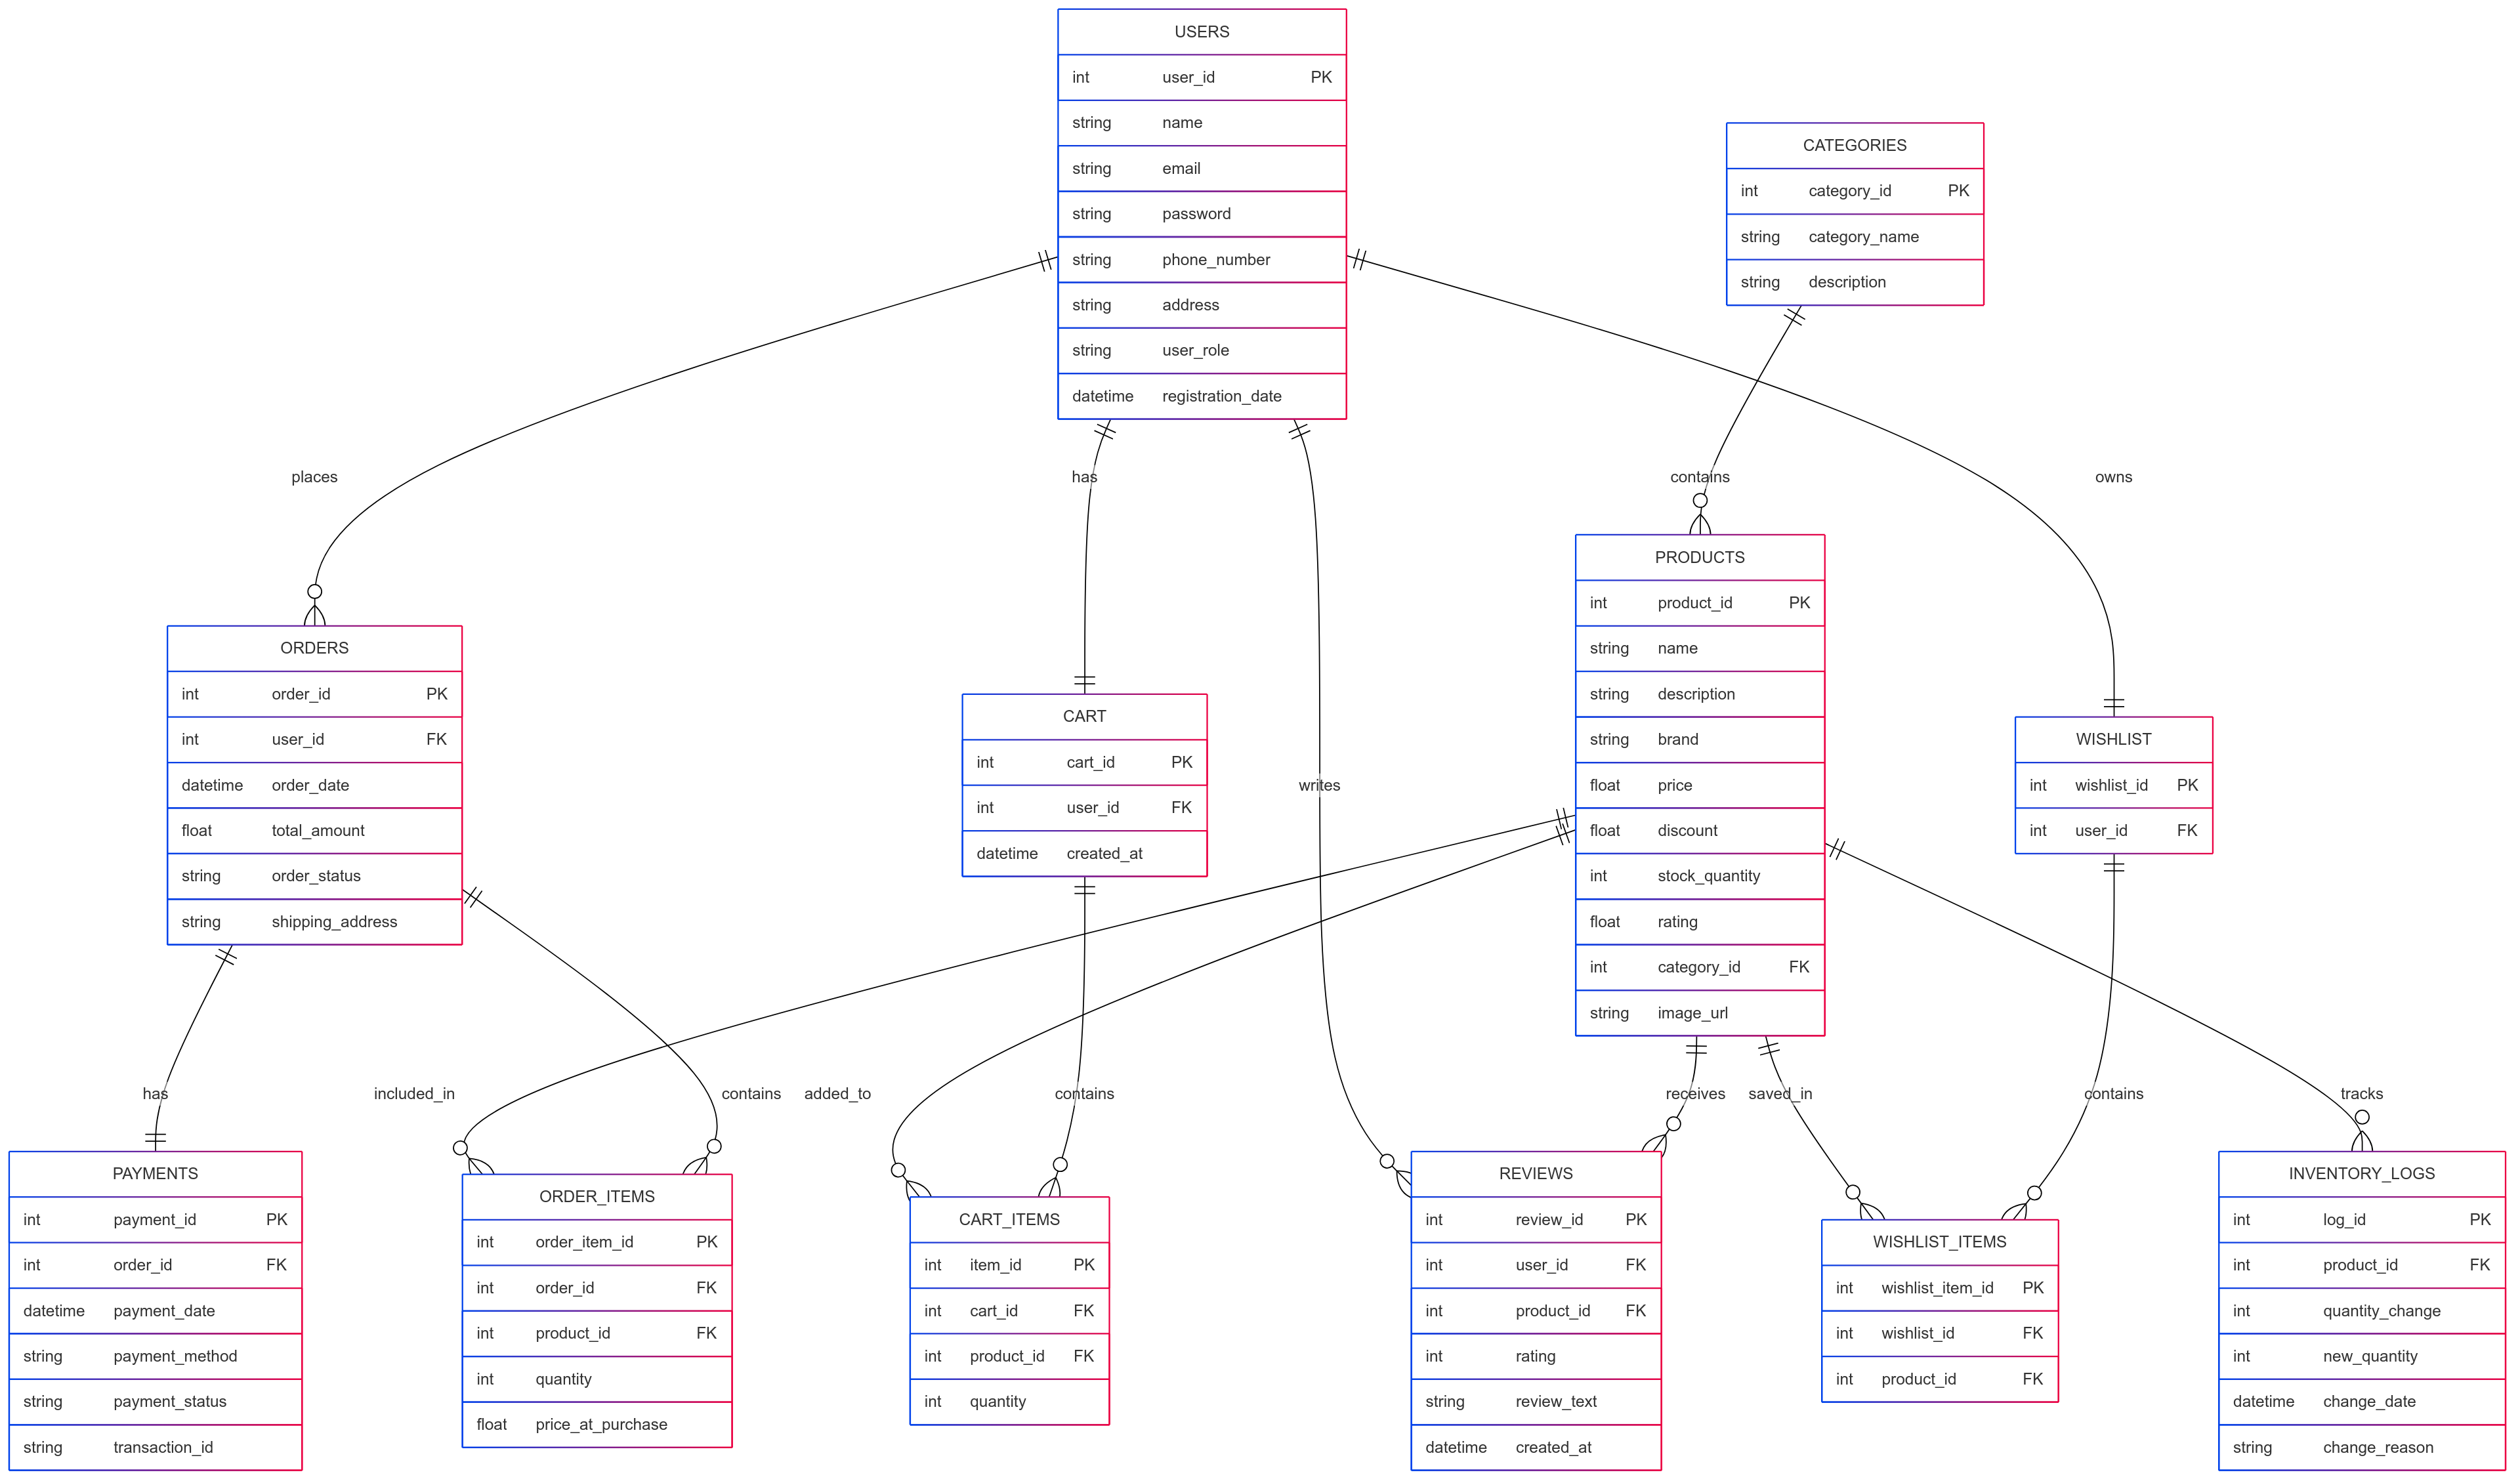 USERS
int user_id PK
string name
string email
string password
string phone_number
string address
string user_role
datetime registration_date
CATEGORIES
int category_id PK
string category_name
string description
places
has
contains
owns
PRODUCTS
int product_id PK
string name
string description
string brand
float price
float discount
int stock_quantity
float rating
int category_id FK
string image_url
ORDERS
int order_id PK
int user_id FK
datetime order_date
float total_amount
string order_status
string shipping_address
CART
int cart_id PK
int user_id FK
datetime created_at
WISHLIST
int wishlist_id PK
int user_id FK
writes
has
included_in
contains
added_to
contains
receives
saved_in
contains
tracks
PAYMENTS
int payment_id PK
int order_id FK
datetime payment_date
string payment_method
string payment_status
string transaction_id
ORDER_ITEMS
int order_item_id PK
int order_id FK
int product_id FK
int quantity
float price_at_purchase
CART_ITEMS
int item_id PK
int cart_id FK
int product_id FK
int quantity
REVIEWS
int review_id PK
int user_id FK
int product_id FK
int rating
string review_text
datetime created_at
WISHLIST_ITEMS
int wishlist_item_id PK
int wishlist_id FK
int product_id FK
INVENTORY_LOGS
int log_id PK
int product_id FK
int quantity_change
int new_quantity
datetime change_date
string change_reason